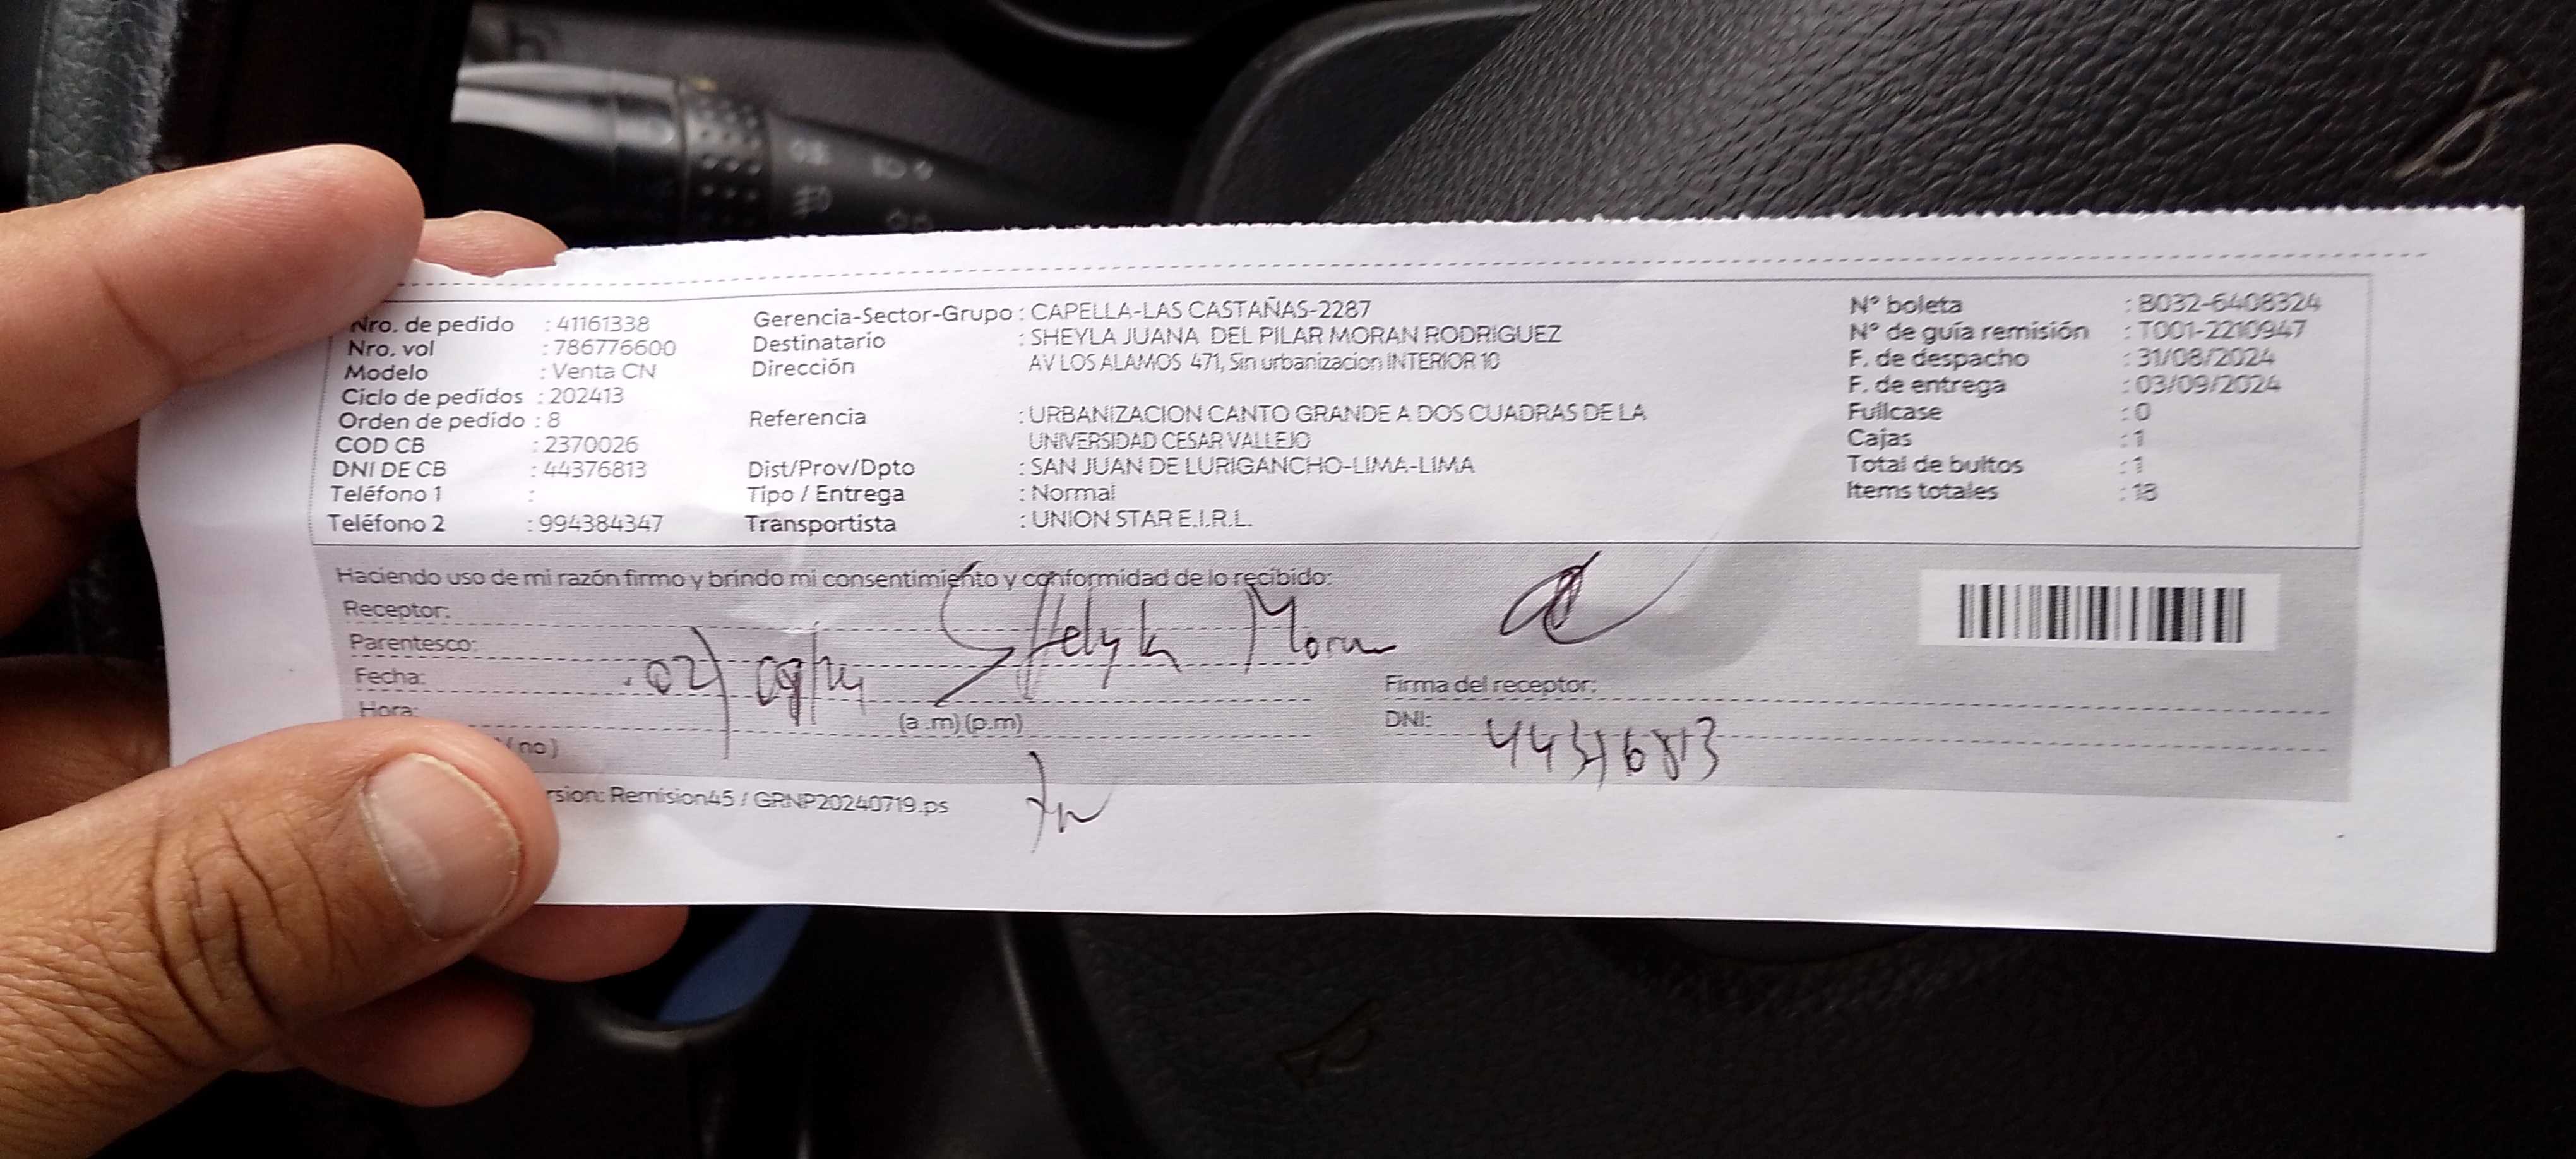 Nro. de pedido : 41161338
Nro. vol : 786776600
Modelo : Venta CN
Ciclo de pedidos : 202413
Orden de pedido : 8
COD CB : 2370026
DNI DE CB : 44376813
Teléfono 1 :
Teléfono 2 : 994384347
Gerencia-Sector-Grupo : CAPELLA-LAS CASTAÑAS-2287
Destinatario : SHEYLA JUANA DEL PILAR MORAN RODRIGUEZ
Dirección AV LOS ALAMOS 471, Sin urbanizacion INTERIOR 10
Referencia : URBANIZACION CANTO GRANDE A DOS CUADRAS DE LA
UNIVERSIDAD CESAR VALLEJO
Dist/Prov/Dpto : SAN JUAN DE LURIGANCHO-LIMA-LIMA
Tipo / Entrega : Normal
Transportista : UNION STAR E.I.R.L.
N° boleta : B032-6408324
N° de guía remisión : T001-2210947
F. de despacho : 31/08/2024
F. de entrega : 03/09/2024
Fullcase : 0
Cajas : 1
Total de bultos : 1
Items totales : 18
Haciendo uso de mi razón firmo y brindo mi consentimiento y conformidad de lo recibido:
Receptor:
Parentesco:
Fecha:
Hora: (a .m) (p.m)
(no)
Moran
Firma del receptor:
DNI: 44376813
rsion: Remision45 / GRNP20240719.ps